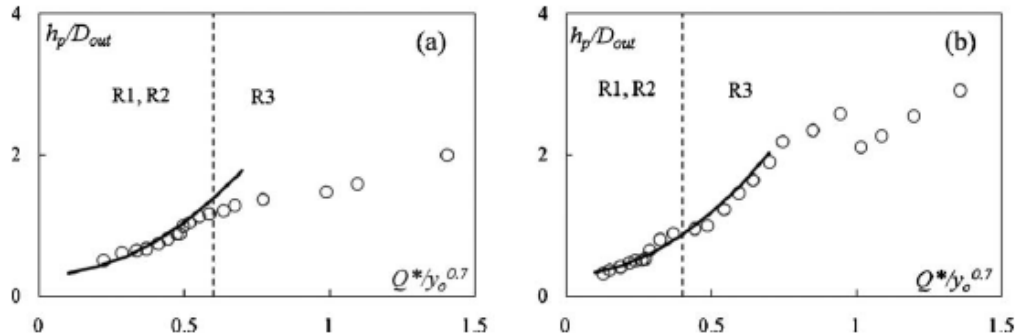 4
h_p/D_out
(a)
R1, R2
R3
2
Q*/y_o^0.7
0
0
0.5
1
1.5
4
h_p/D_out
(b)
R1, R2
R3
2
Q*/y_o^0.7
0
0
0.5
1
1.5